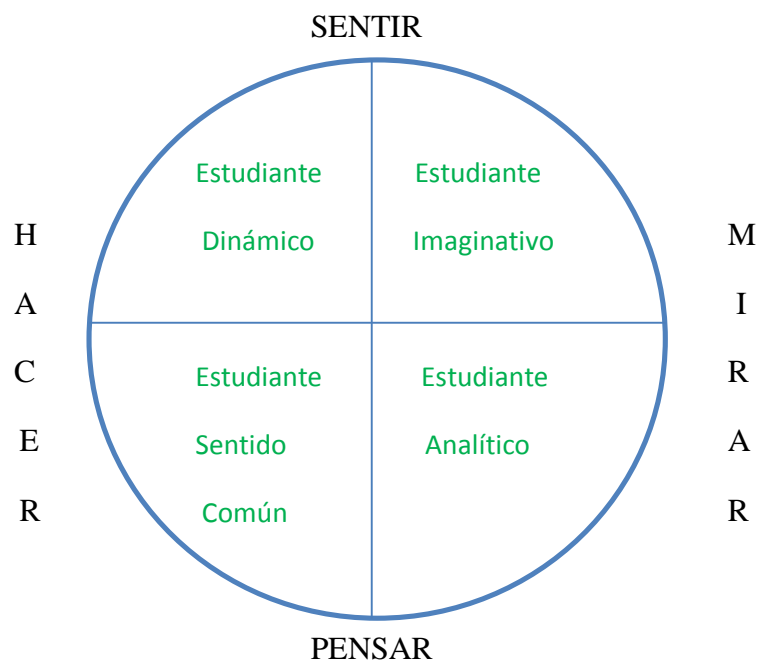 SENTIR
Estudiante
Dinámico
Estudiante
Imaginativo
H
A
C
E
R
M
I
R
A
R
Estudiante
Sentido
Común
Estudiante
Analítico
PENSAR